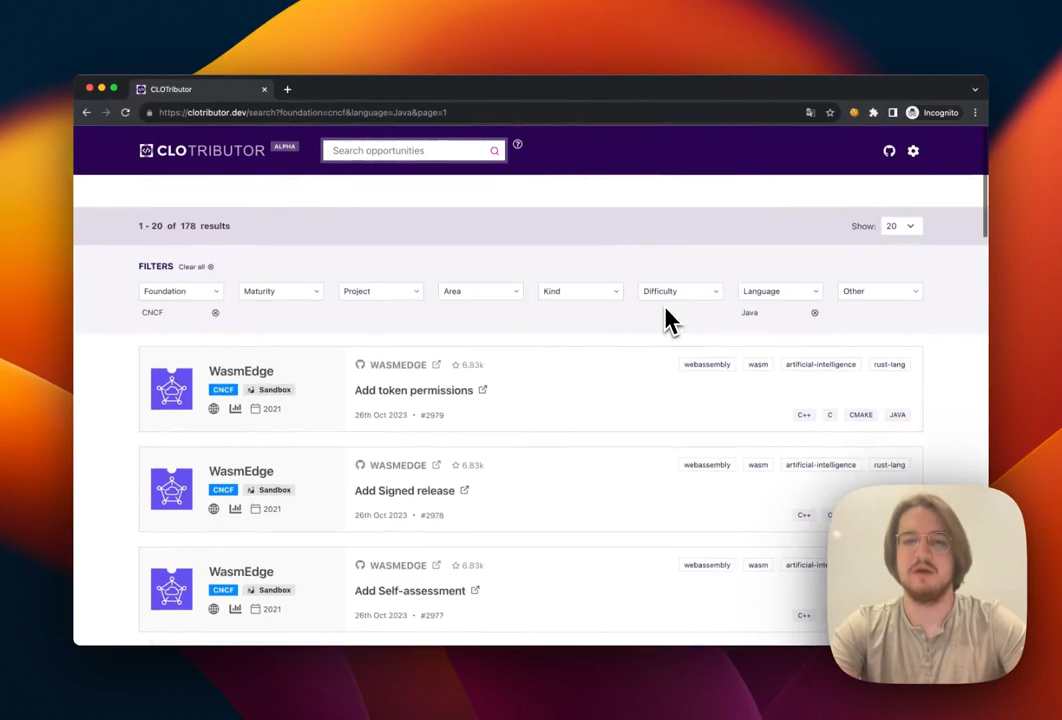 CLOTributor
https://clotributor.dev/search?foundation=cncf&language=Java&page=1
Incognito
CLOTRIBUTOR ALPHA
Search opportunities
1 - 20 of 178 results
Show: 20
FILTERS Clear all
Foundation Maturity Project Area Kind Difficulty Language Other
CNCF Java
WasmEdge
CNCF Sandbox
2021
WASMEDGE 6.83k
Add token permissions
26th Oct 2023 • #2979
webassembly wasm artificial-intelligence rust-lang
C++ C CMAKE JAVA
WasmEdge
CNCF Sandbox
2021
WASMEDGE 6.83k
Add Signed release
26th Oct 2023 • #2978
webassembly wasm artificial-intelligence rust-lang
C++
WasmEdge
CNCF Sandbox
2021
WASMEDGE 6.83k
Add Self-assessment
26th Oct 2023 • #2977
webassembly wasm
C++